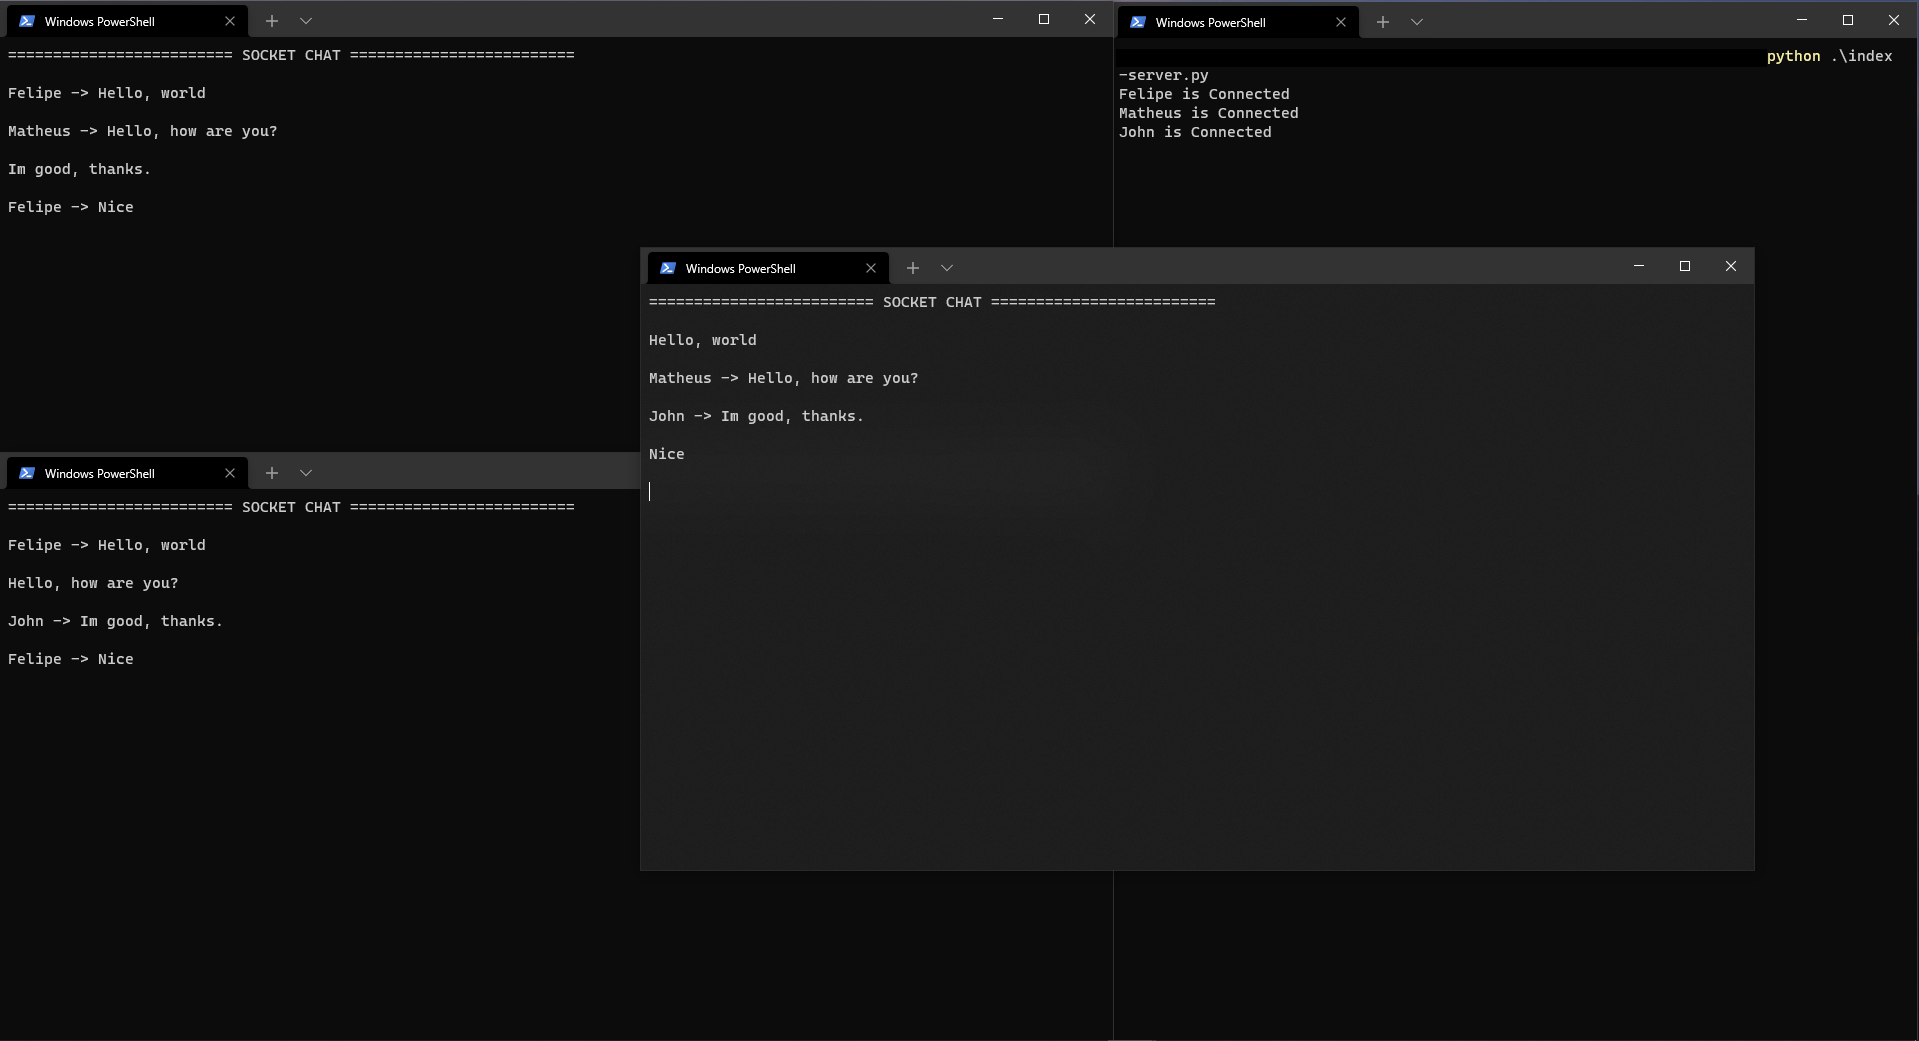 Windows PowerShell
======================== SOCKET CHAT ========================
Felipe -> Hello, world
Matheus -> Hello, how are you?
Im good, thanks.
Felipe -> Nice
Windows PowerShell
python .\index
-server.py
Felipe is Connected
Matheus is Connected
John is Connected
Windows PowerShell
========================= SOCKET CHAT =========================
Hello, world
Matheus -> Hello, how are you?
John -> Im good, thanks.
Nice
Windows PowerShell
========================= SOCKET CHAT =========================
Felipe -> Hello, world
Hello, how are you?
John -> Im good, thanks.
Felipe -> Nice